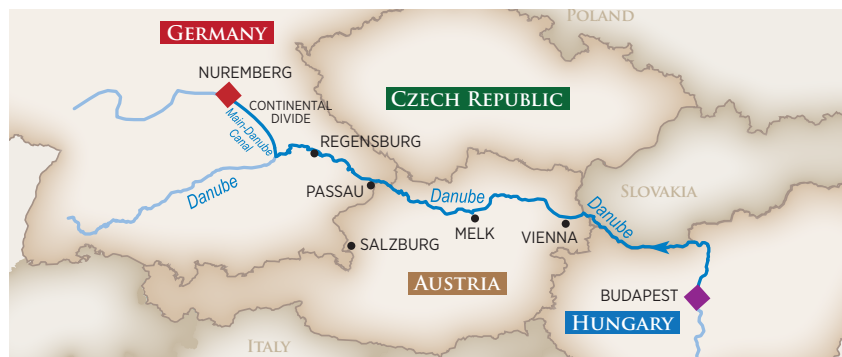 POLAND
GERMANY
NUREMBERG
CZECH REPUBLIC
CONTINENTAL
DIVIDE
Main-Danube
Canal
REGENSBURG
Danube
PASSAU
Danube
SLOVAKIA
Danube
MELK
VIENNA
SALZBURG
AUSTRIA
BUDAPEST
HUNGARY
ITALY